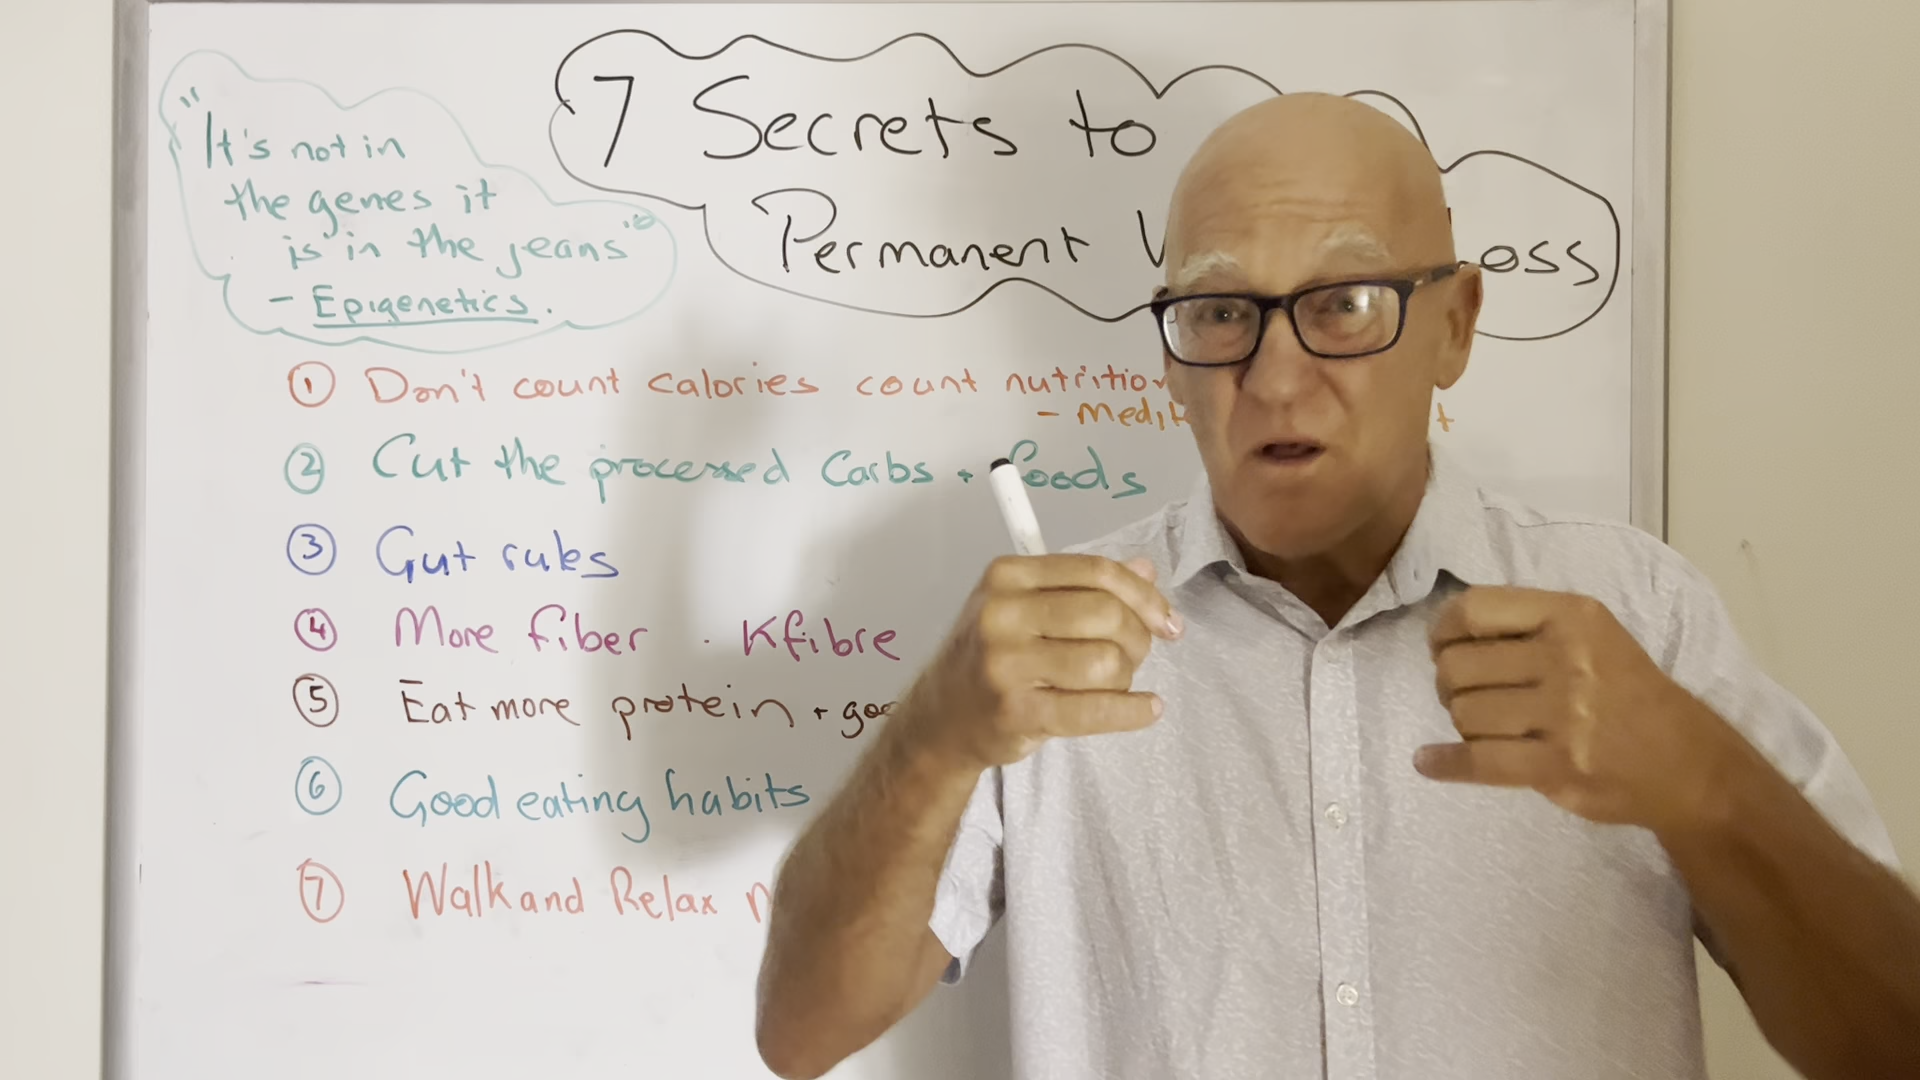 "It's not in
the genes it
is in the jeans"
- Epigenetics.
7 Secrets to
Permanent oss
① Don't count calories count nutrition
-
② Cut the processed Carbs + foods
③ Gut rules
④ More fiber . Kfibre
⑤ Eat more protein +
⑥ Good eating habits
⑦ Walk and Relax